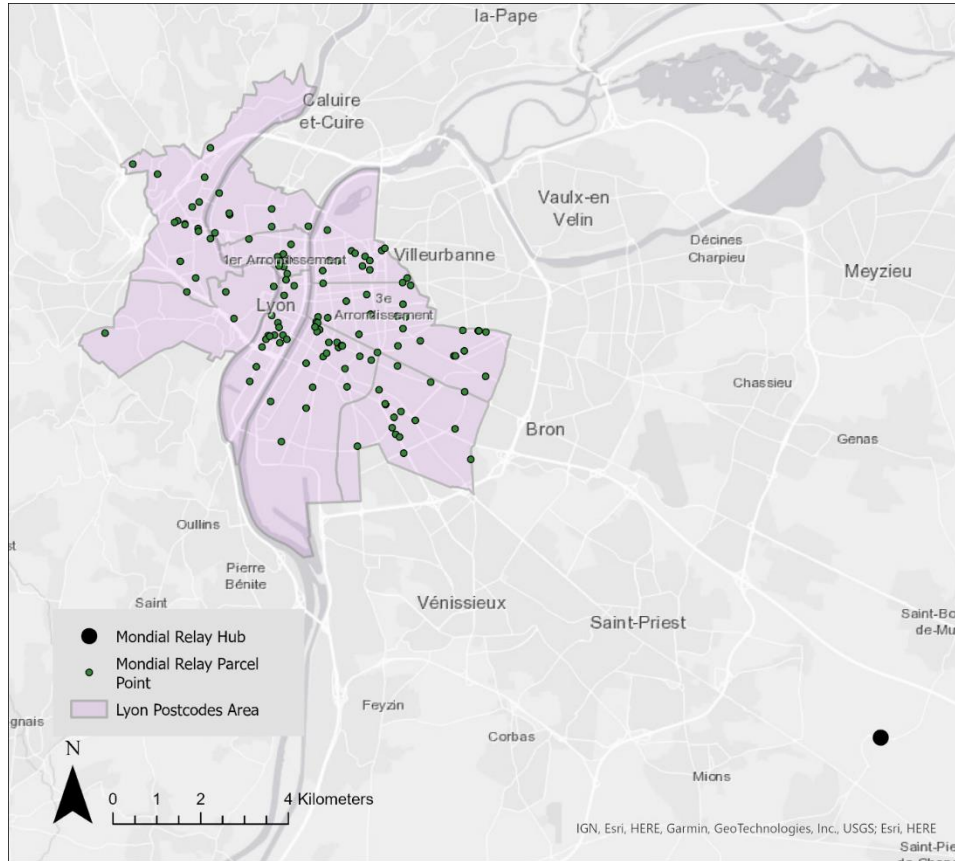 la-Pape
Caluire
et-Cuire
Vaulx-en
Velin
Décines
Charpieu
Villeurbanne
Meyzieu
1er Arrondissement
Lyon
3e
Arrondissement
Chassieu
Bron
Genas
Oullins
Pierre
Bénite
Saint
Vénissieux
Saint-Priest
Saint-Bo
de-Mu
Mondial Relay Hub
Mondial Relay Parcel
Point
Lyon Postcodes Area
Feyzin
gnais
Corbas
Mions
N
0 1 2 4 Kilometers
IGN, Esri, HERE, Garmin, GeoTechnologies, Inc., USGS; Esri, HERE
Saint-Pie